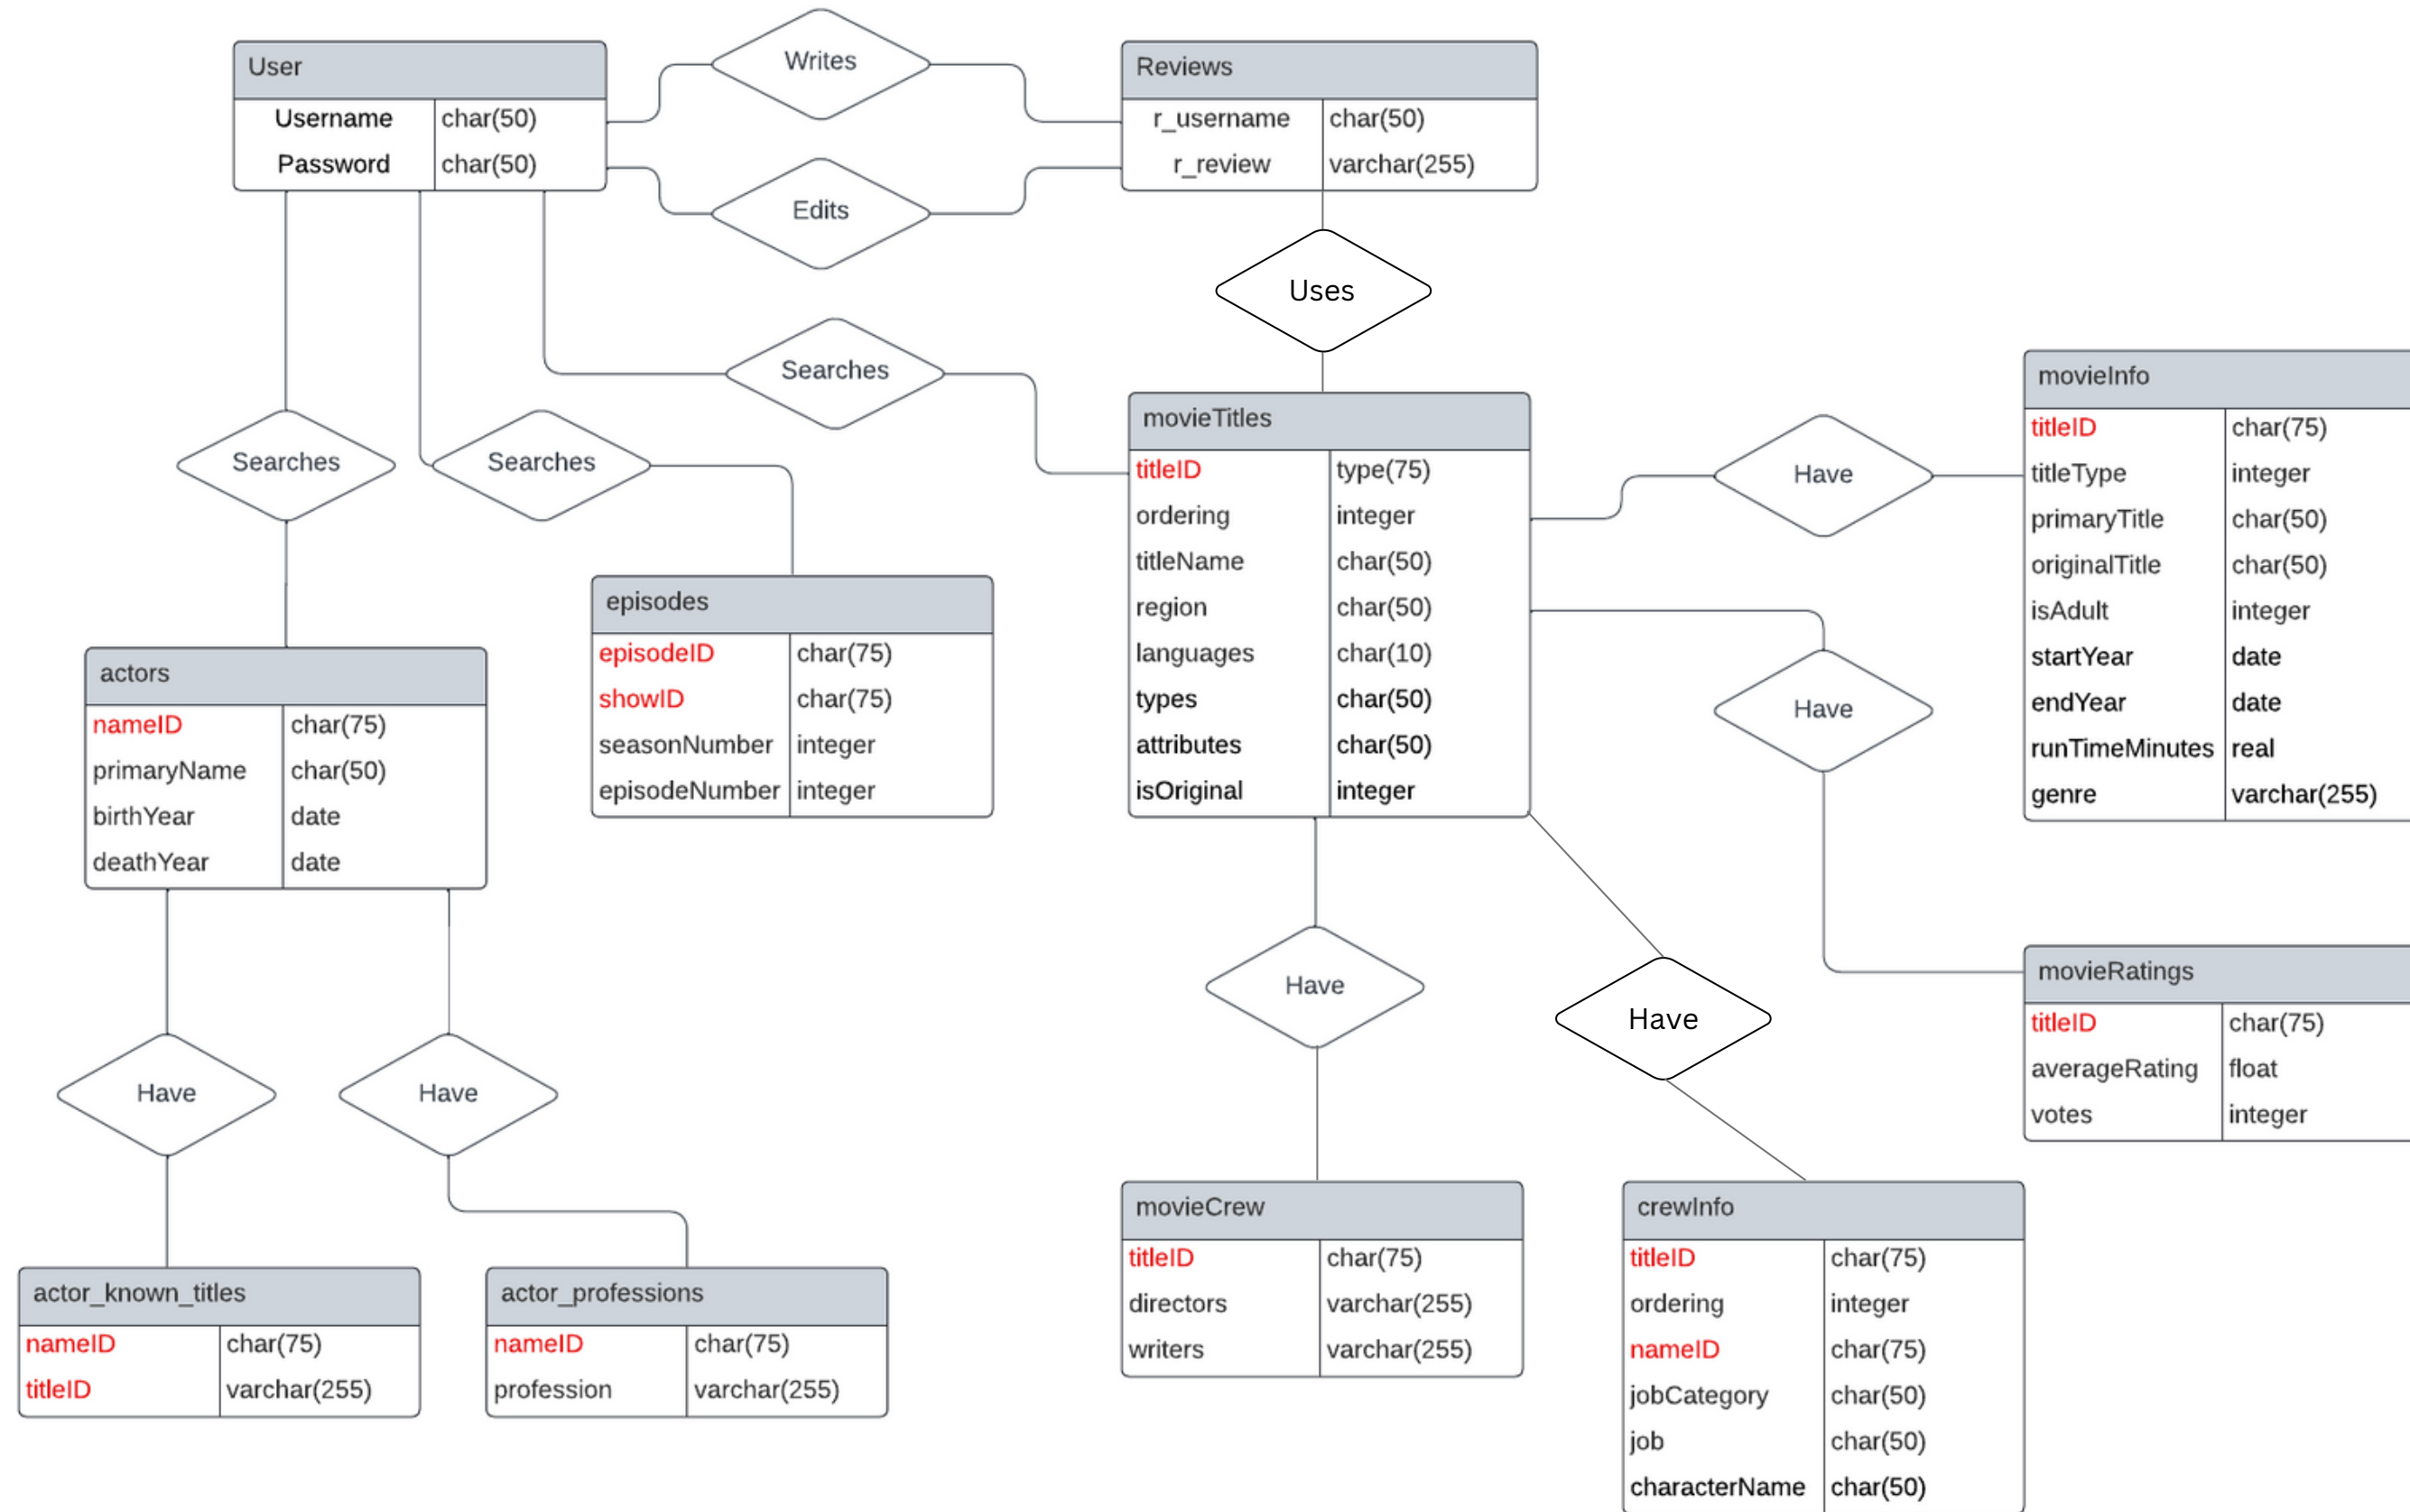 User
Username char(50)
Password char(50)
Writes
Edits
Reviews
r_username char(50)
r_review varchar(255)
Uses
Searches
Searches
Searches
movieTitles
titleID type(75)
ordering integer
titleName char(50)
region char(50)
languages char(10)
types char(50)
attributes char(50)
isOriginal integer
Have
movieInfo
titleID char(75)
titleType integer
primaryTitle char(50)
originalTitle char(50)
isAdult integer
startYear date
endYear date
runTimeMinutes real
genre varchar(255)
episodes
episodeID char(75)
showID char(75)
seasonNumber integer
episodeNumber integer
actors
nameID char(75)
primaryName char(50)
birthYear date
deathYear date
Have
movieRatings
titleID char(75)
averageRating float
votes integer
Have
Have
Have
Have
actor_known_titles
nameID char(75)
titleID varchar(255)
actor_professions
nameID char(75)
profession varchar(255)
movieCrew
titleID char(75)
directors varchar(255)
writers varchar(255)
crewInfo
titleID char(75)
ordering integer
nameID char(75)
jobCategory char(50)
job char(50)
characterName char(50)